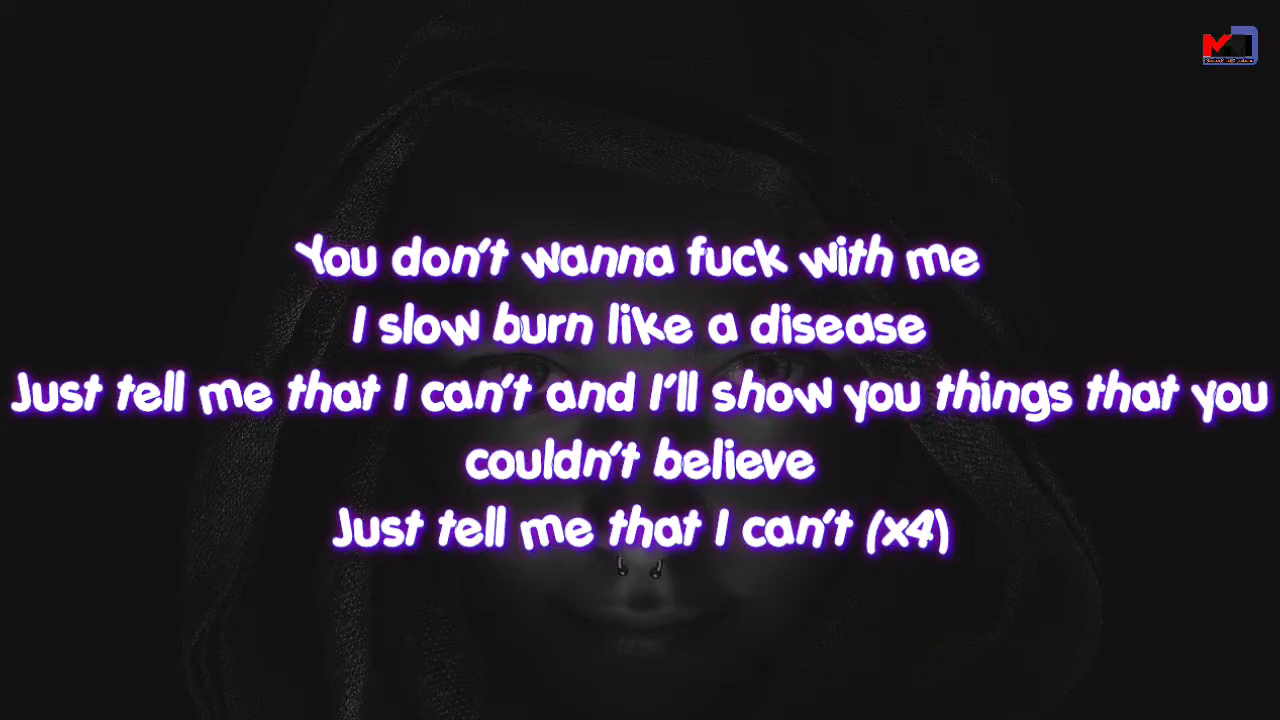 You don't wanna fuck with me
I slow burn like a disease
Just tell me that I can't and I'll show you things that you
couldn't believe
Just tell me that I can't (x4)